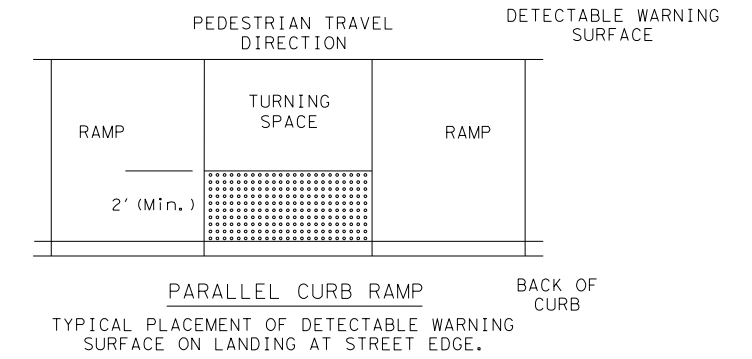 PEDESTRIAN TRAVEL
DIRECTION
DETECTABLE WARNING
SURFACE
TURNING
SPACE
RAMP
RAMP
2' (Min.)
PARALLEL CURB RAMP
BACK OF
CURB
TYPICAL PLACEMENT OF DETECTABLE WARNING
SURFACE ON LANDING AT STREET EDGE.